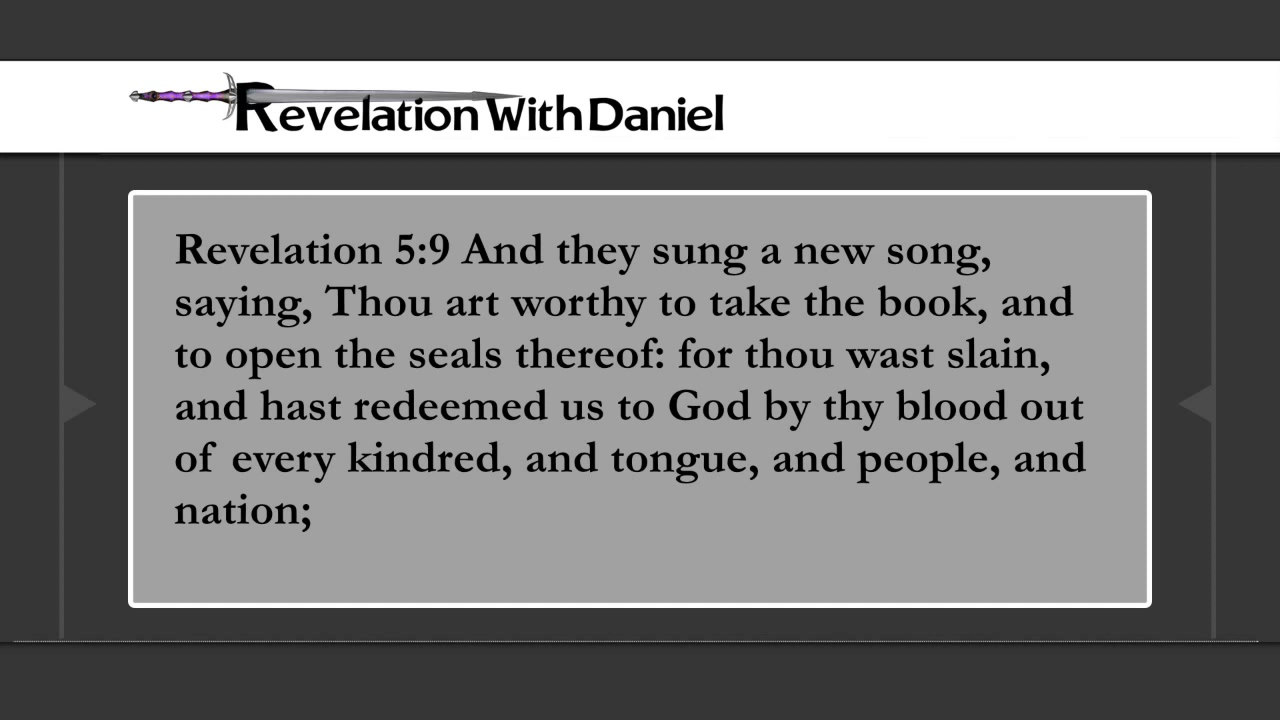 Revelation With Daniel
Revelation 5:9 And they sung a new song,
saying, Thou art worthy to take the book, and
to open the seals thereof: for thou wast slain,
and hast redeemed us to God by thy blood out
of every kindred, and tongue, and people, and
nation;